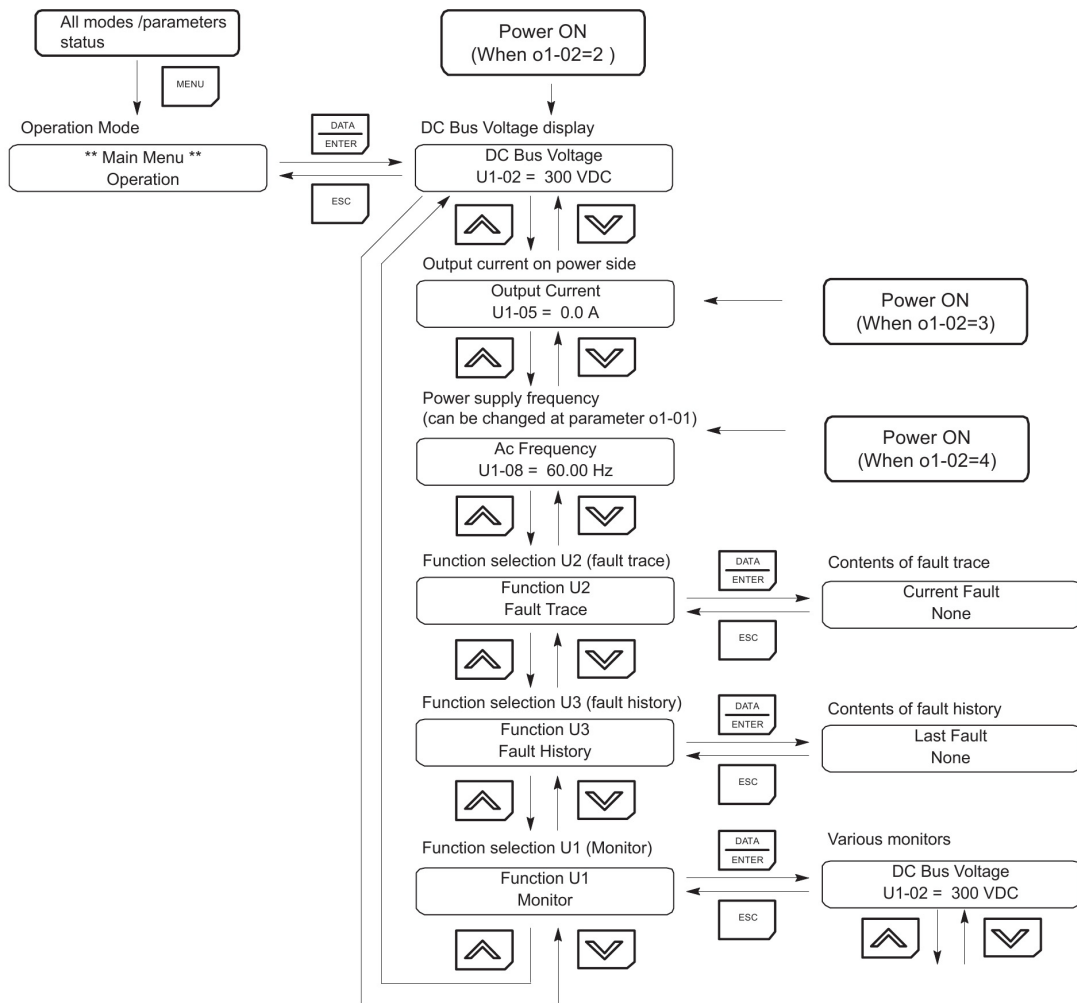 All modes /parameters
status
Power ON
(When o1-02=2 )
MENU
Operation Mode
** Main Menu **
Operation
DATA
ENTER
ESC
DC Bus Voltage display
DC Bus Voltage
U1-02 = 300 VDC
Output current on power side
Output Current
U1-05 = 0.0 A
Power ON
(When o1-02=3)
Power supply frequency
(can be changed at parameter o1-01)
Ac Frequency
U1-08 = 60.00 Hz
Power ON
(When o1-02=4)
Function selection U2 (fault trace)
Function U2
Fault Trace
DATA
ENTER
ESC
Contents of fault trace
Current Fault
None
Function selection U3 (fault history)
Function U3
Fault History
DATA
ENTER
ESC
Contents of fault history
Last Fault
None
Function selection U1 (Monitor)
Function U1
Monitor
DATA
ENTER
ESC
Various monitors
DC Bus Voltage
U1-02 = 300 VDC